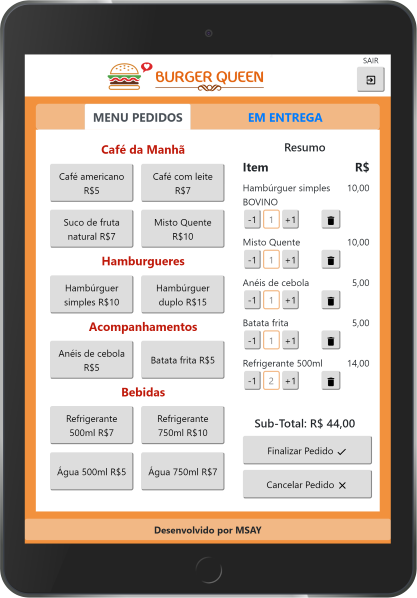 SAIR
BURGER QUEEN
MENU PEDIDOS
EM ENTREGA
Café da Manhã
Café americano
R$5
Café com leite
R$7
Suco de fruta
natural R$7
Misto Quente
R$10
Hamburgueres
Hambúrguer
simples R$10
Hambúrguer
duplo R$15
Acompanhamentos
Anéis de cebola
R$5
Batata frita R$5
Bebidas
Refrigerante
500ml R$7
Refrigerante
750ml R$10
Água 500ml R$5
Água 750ml R$7
Resumo
Item R$
Hambúrguer simples 10,00
BOVINO
-1 1 +1
Misto Quente 10,00
-1 1 +1
Anéis de cebola 5,00
-1 1 +1
Batata frita 5,00
-1 1 +1
Refrigerante 500ml 14,00
-1 2 +1
Sub-Total: R$ 44,00
Finalizar Pedido
Cancelar Pedido
Desenvolvido por MSAY